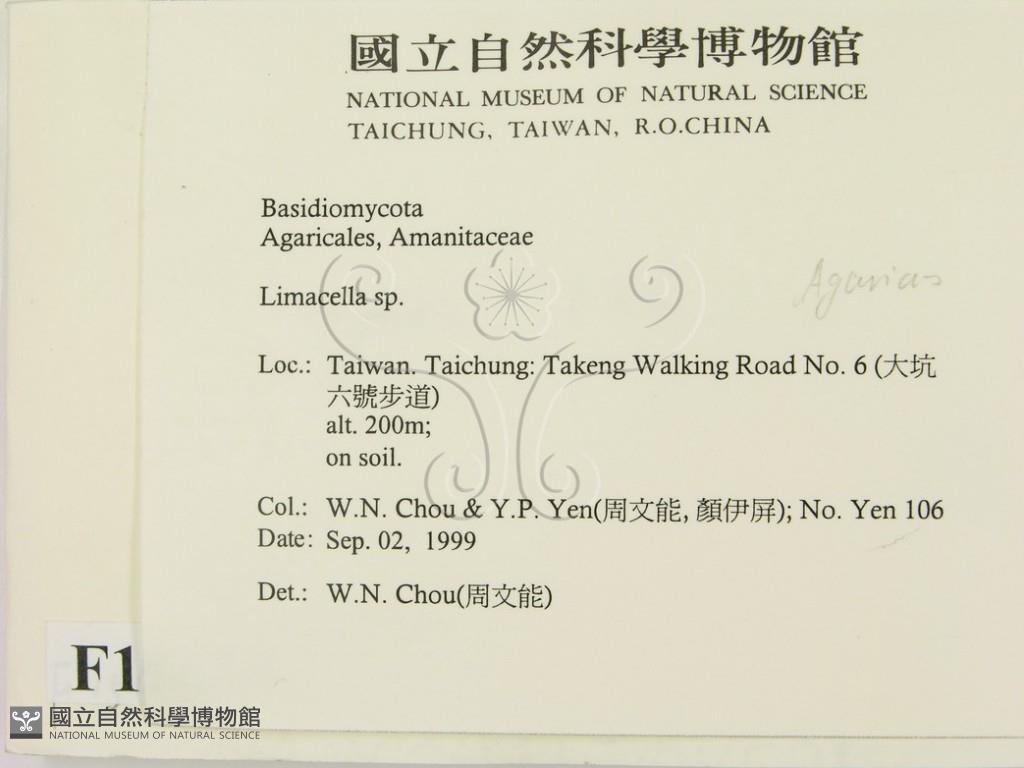 國立自然科學博物館
NATIONAL MUSEUM OF NATURAL SCIENCE
TAICHUNG, TAIWAN, R.O.CHINA
Basidiomycota
Agaricales, Amanitaceae
Limacella sp.
Loc.: Taiwan. Taichung: Takeng Walking Road No. 6 (大坑
六號步道)
alt. 200m;
on soil.
Col.: W.N. Chou & Y.P. Yen(周文能, 顏伊屏); No. Yen 106
Date: Sep. 02, 1999
Det.: W.N. Chou(周文能)
F1
國立自然科學博物館
NATIONAL MUSEUM OF NATURAL SCIENCE